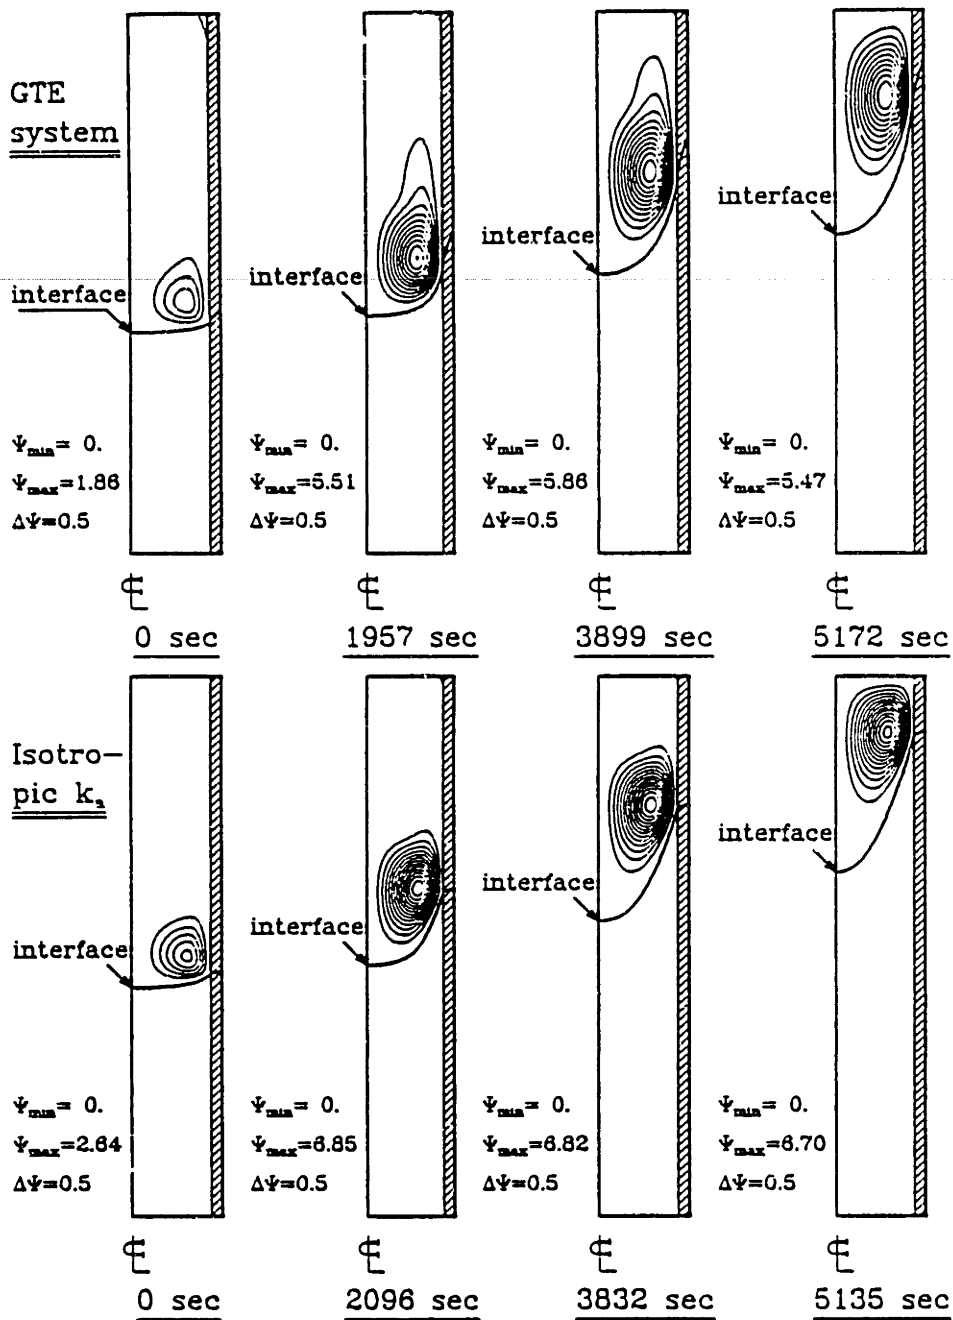 GTE
system
interface
interface
interface
interface
Ψmin= 0.
Ψmax=1.86
ΔΨ=0.5
Ψmin= 0.
Ψmax=5.51
ΔΨ=0.5
Ψmin= 0.
Ψmax=5.86
ΔΨ=0.5
Ψmin= 0.
Ψmax=5.47
ΔΨ=0.5
℄
℄
℄
℄
0 sec
1957 sec
3899 sec
5172 sec
Isotro-
pic kₛ
interface
interface
interface
interface
Ψmin= 0.
Ψmax=2.64
ΔΨ=0.5
Ψmin= 0.
Ψmax=6.85
ΔΨ=0.5
Ψmin= 0.
Ψmax=6.82
ΔΨ=0.5
Ψmin= 0.
Ψmax=6.70
ΔΨ=0.5
℄
℄
℄
℄
0 sec
2096 sec
3832 sec
5135 sec